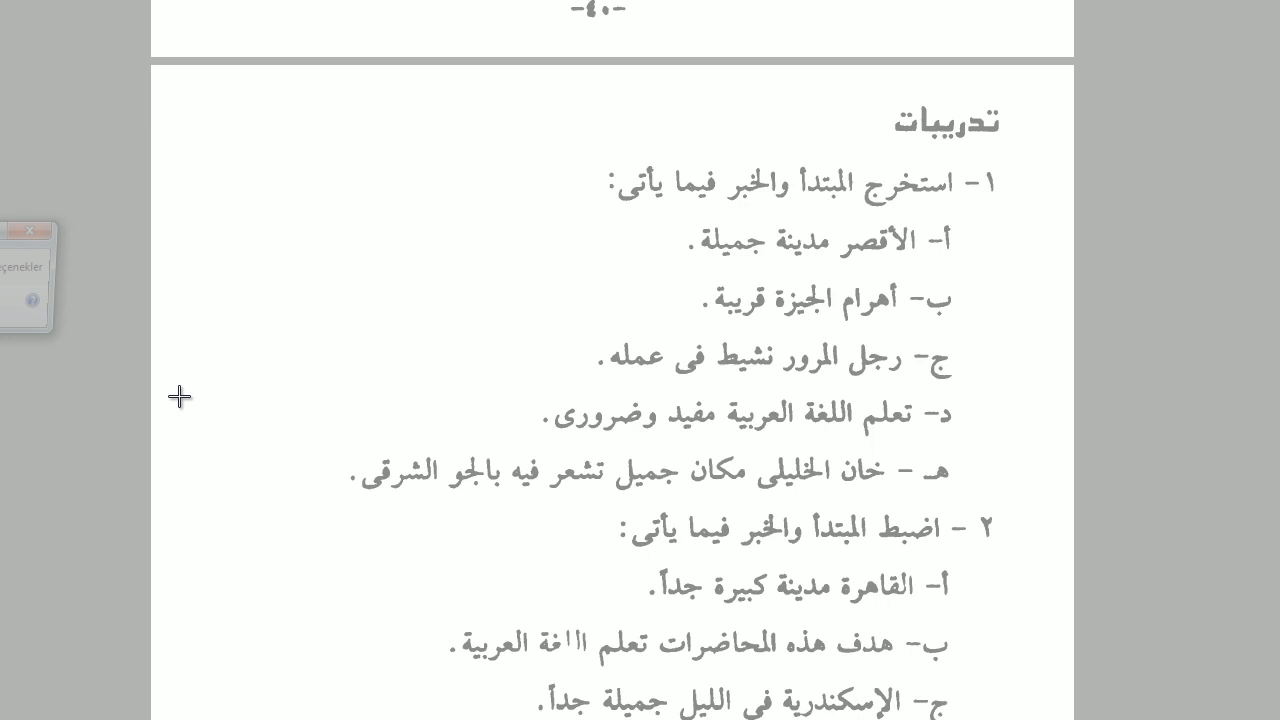 -٤٠-
تدريبات
١- استخرج المبتدأ والخبر فيما يأتى:
أ- الأقصر مدينة جميلة.
ب- أهرام الجيزة قريبة.
ج- رجل المرور نشيط فى عمله.
د- تعلم اللغة العربية مفيد وضرورى.
هـ - خان الخليلى مكان جميل تشعر فيه بالجو الشرقى.
٢ - اضبط المبتدأ والخبر فيما يأتى:
أ- القاهرة مدينة كبيرة جداً.
ب- هدف هذه المحاضرات تعلم اللغة العربية.
ج- الإسكندرية فى الليل جميلة جداً.
eçenekler